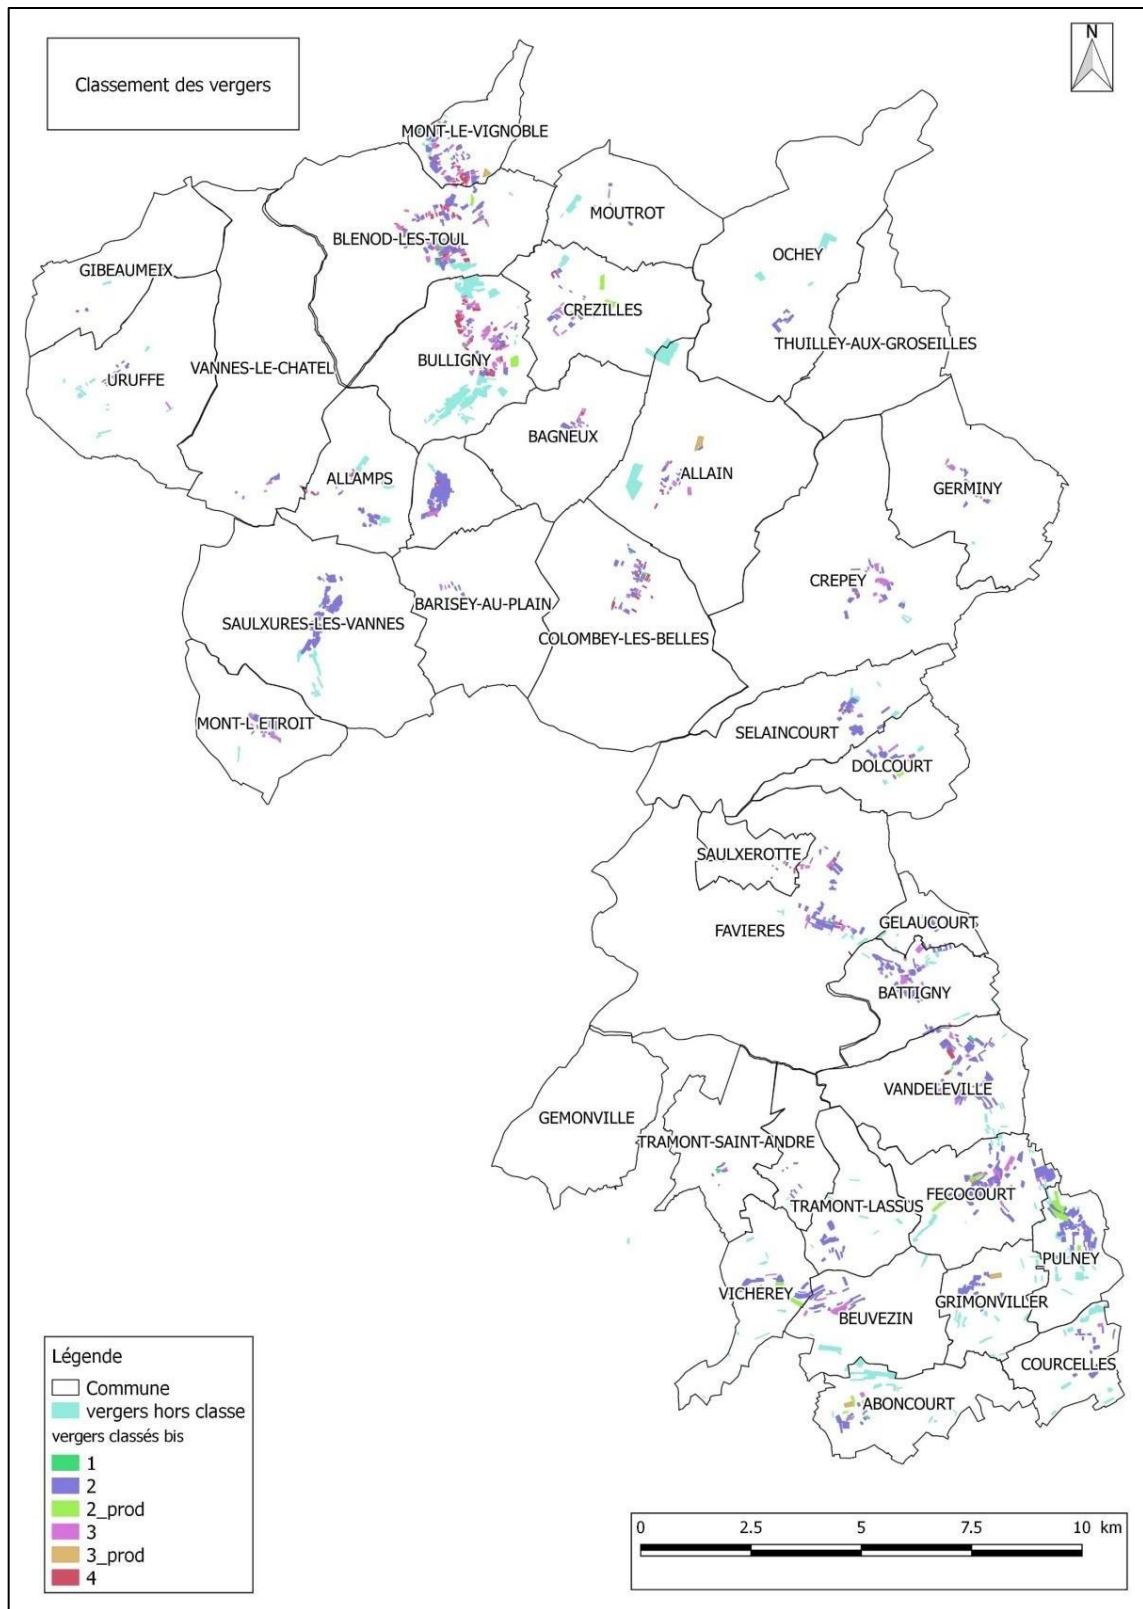 Classement des vergers
N
MONT-LE-VIGNOBLE
MOUTROT
BLENOD-LES-TOUL
OCHEY
GIBEAUMEIX
CREZILLES
THUILLEY-AUX-GROSEILLES
VANNES-LE-CHATEL
BULLIGNY
URUFFE
BAGNEUX
ALLAIN
ALLAMPS
GERMINY
CREPEY
BARISEY-AU-PLAIN
SAULXURES-LES-VANNES
COLOMBEY-LES-BELLES
MONT-L ETROIT
SELAINCOURT
DOLCOURT
SAULXEROTTE
GELAUCOURT
FAVIERES
BATTIGNY
VANDELEVILLE
GEMONVILLE
TRAMONT-SAINT-ANDRE
FECOCOURT
TRAMONT-LASSUS
PULNEY
VICHEREY
GRIMONVILLER
BEUVEZIN
COURCELLES
ABONCOURT
Légende
Commune
vergers hors classe
vergers classés bis
1
2
2_prod
3
3_prod
4
0 2.5 5 7.5 10 km